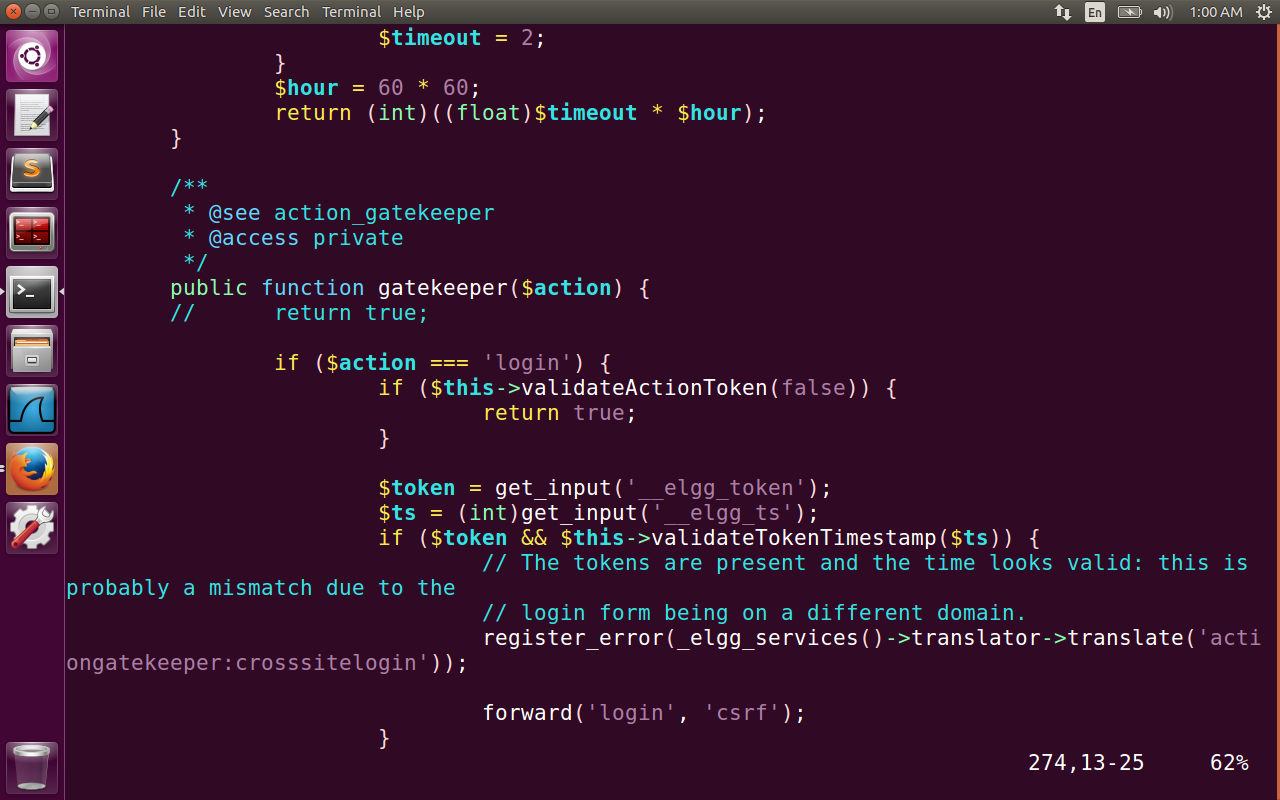 Terminal File Edit View Search Terminal Help En 1:00 AM
$timeout = 2;
}
$hour = 60 * 60;
return (int)((float)$timeout * $hour);
}
/**
* @see action_gatekeeper
* @access private
*/
public function gatekeeper($action) {
// return true;
if ($action === 'login') {
if ($this->validateActionToken(false)) {
return true;
}
$token = get_input('__elgg_token');
$ts = (int)get_input('__elgg_ts');
if ($token && $this->validateTokenTimestamp($ts)) {
// The tokens are present and the time looks valid: this is
probably a mismatch due to the
// login form being on a different domain.
register_error(_elgg_services()->translator->translate('acti
ongatekeeper:crosssitelogin'));
forward('login', 'csrf');
}
274,13-25 62%